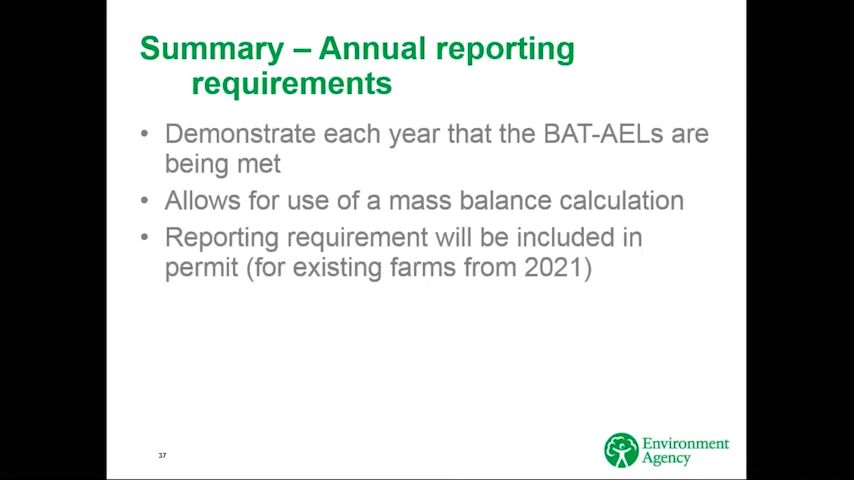 Summary – Annual reporting
requirements
• Demonstrate each year that the BAT-AELs are
being met
• Allows for use of a mass balance calculation
• Reporting requirement will be included in
permit (for existing farms from 2021)
37
Environment
Agency